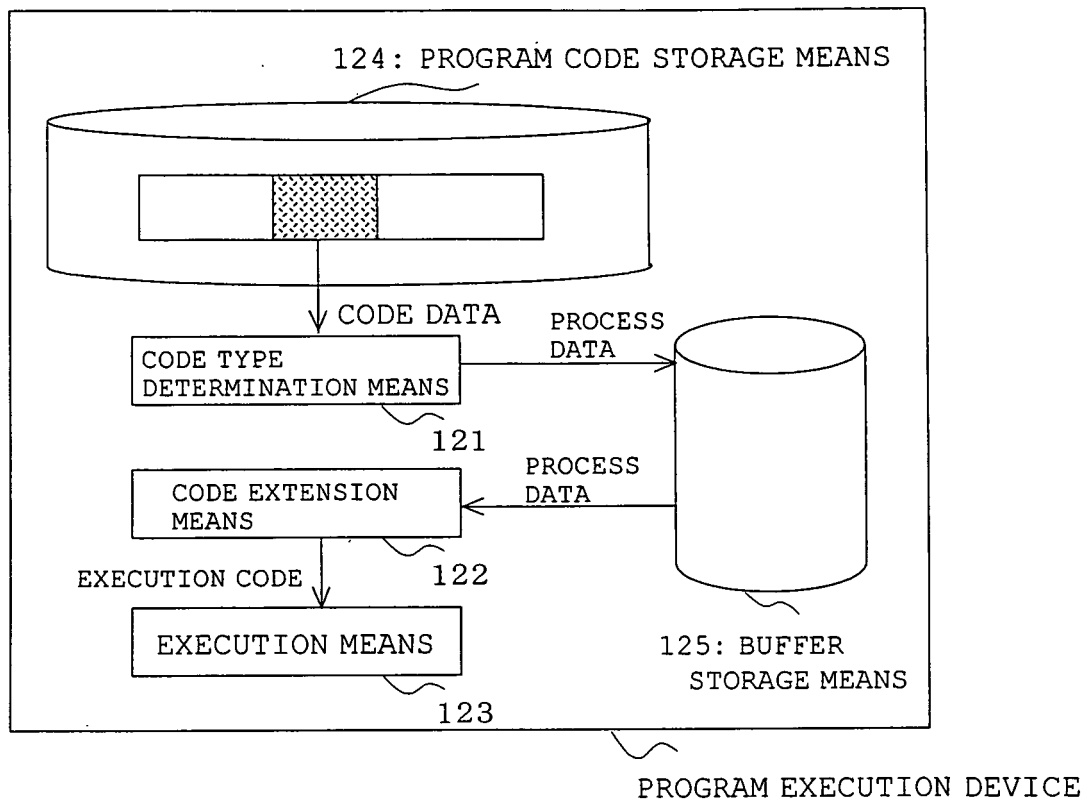 124: PROGRAM CODE STORAGE MEANS
CODE DATA
PROCESS
DATA
CODE TYPE
DETERMINATION MEANS
121
PROCESS
DATA
CODE EXTENSION
MEANS
122
EXECUTION CODE
EXECUTION MEANS
123
125: BUFFER
STORAGE MEANS
PROGRAM EXECUTION DEVICE